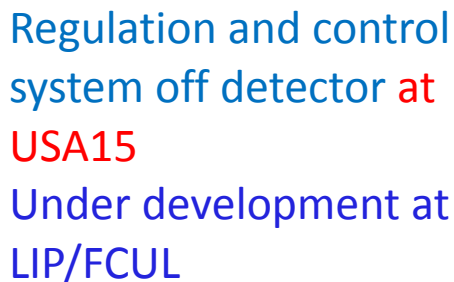 Regulation and control
system off detector at
USA15
Under development at
LIP/FCUL